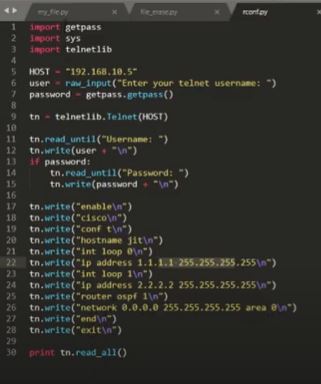 my_file.py
file_erase.py
rconf.py
1 import getpass
2 import sys
3 import telnetlib
4
5 HOST = "192.168.10.5"
6 user = raw_input("Enter your telnet username: ")
7 password = getpass.getpass()
8
9 tn = telnetlib.Telnet(HOST)
10
11 tn.read_until("Username: ")
12 tn.write(user + "\n")
13 if password:
14 tn.read_until("Password: ")
15 tn.write(password + "\n")
16
17 tn.write("enable\n")
18 tn.write("cisco\n")
19 tn.write("conf t\n")
20 tn.write("hostname jit\n")
21 tn.write("int loop 0\n")
22 tn.write("ip address 1.1.1.1 255.255.255.255\n")
23 tn.write("int loop 1\n")
24 tn.write("ip address 2.2.2.2 255.255.255.255\n")
25 tn.write("router ospf 1\n")
26 tn.write("network 0.0.0.0 255.255.255.255 area 0\n")
27 tn.write("end\n")
28 tn.write("exit\n")
29
30 print tn.read_all()